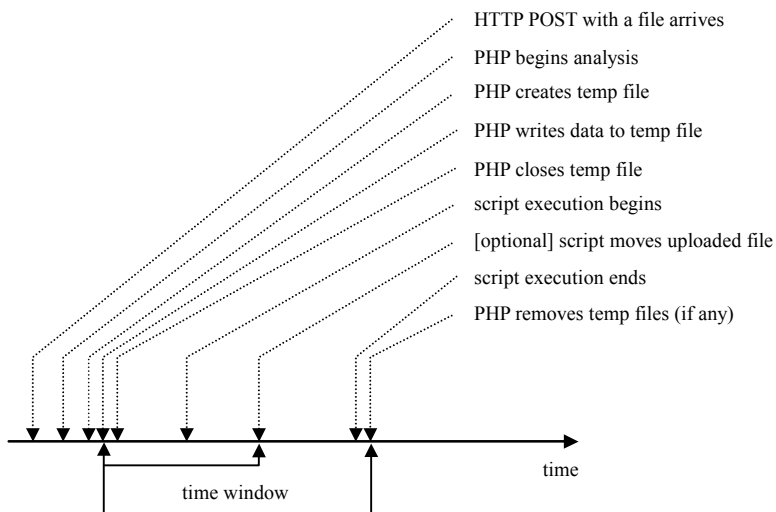 HTTP POST with a file arrives
PHP begins analysis
PHP creates temp file
PHP writes data to temp file
PHP closes temp file
script execution begins
[optional] script moves uploaded file
script execution ends
PHP removes temp files (if any)
time
time window